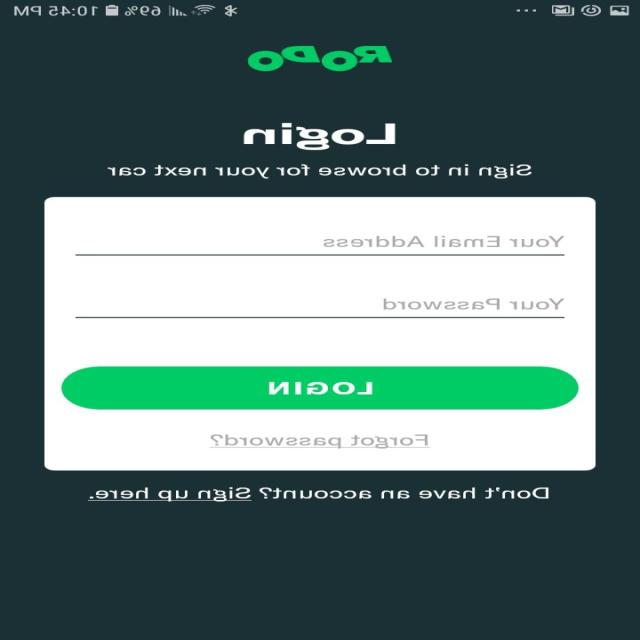 69% 10:45 PM
RODO
Login
Sign in to browse for your next car
Your Email Address
Your Password
LOGIN
Forgot password?
Don't have an account? Sign up here.